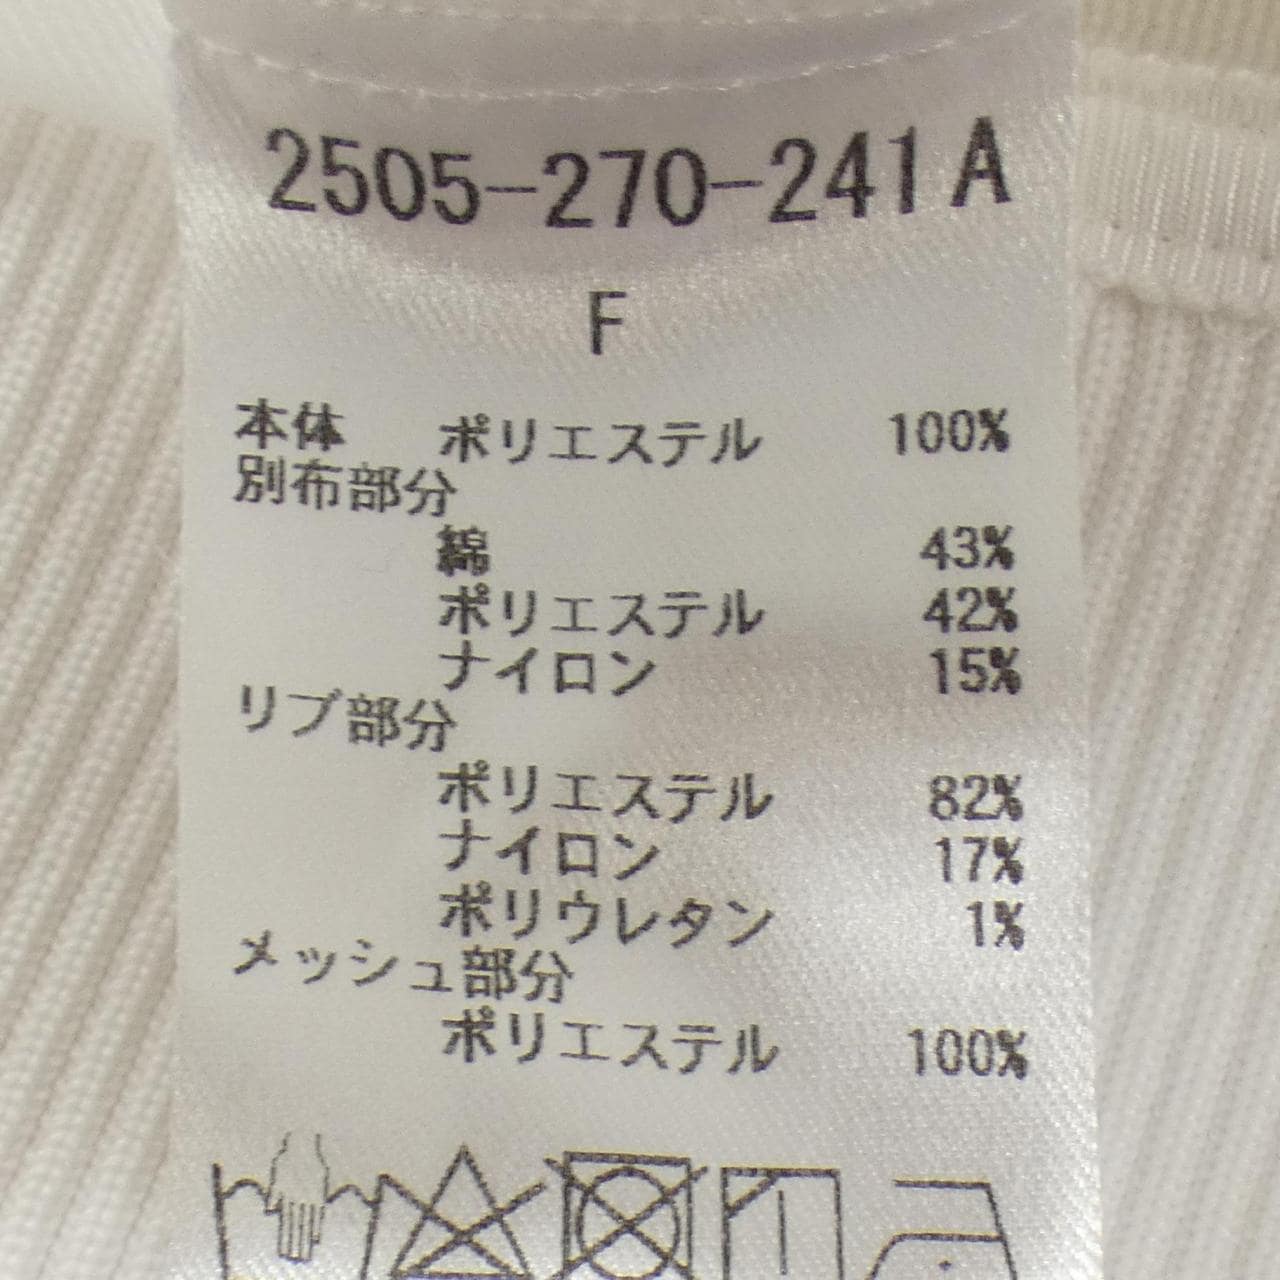 2505-270-241 A
F
本体 ポリエステル 100%
別布部分
綿 43%
ポリエステル 42%
ナイロン 15%
リブ部分
ポリエステル 82%
ナイロン 17%
ポリウレタン 1%
メッシュ部分
ポリエステル 100%